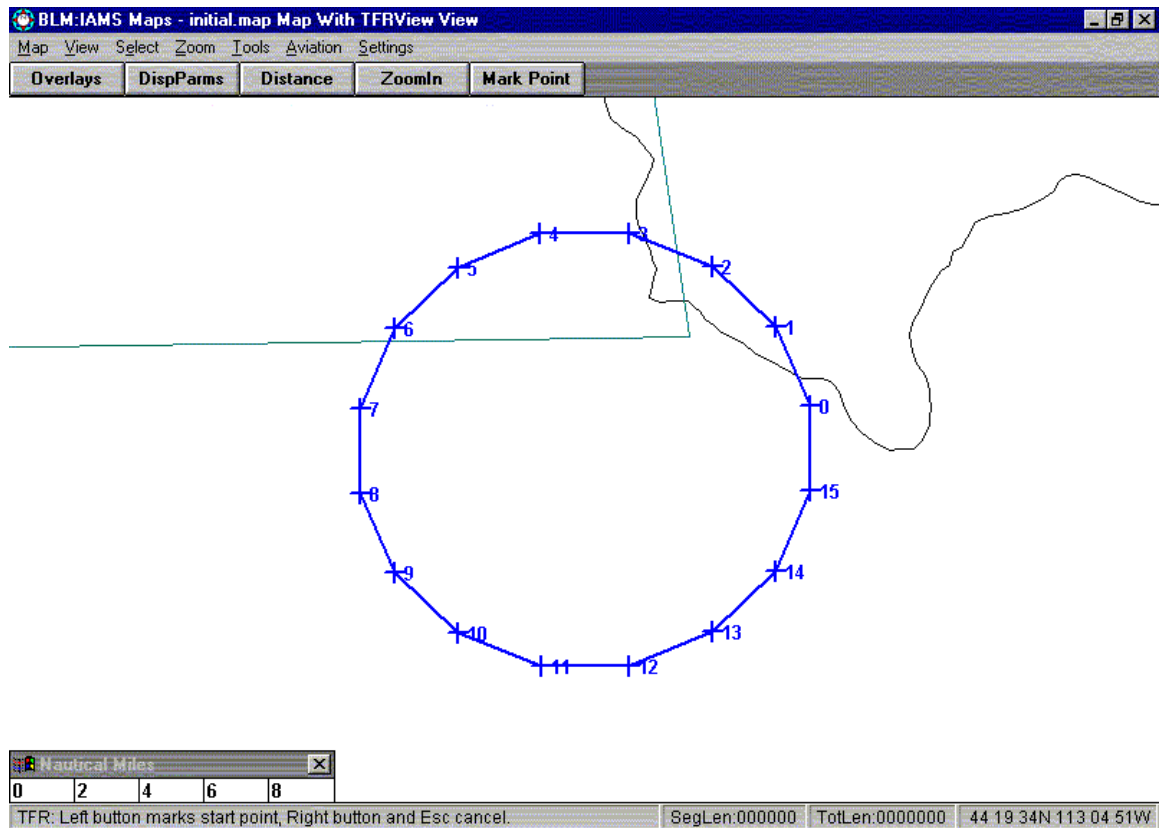 BLM:IAMS Maps - initial.map Map With TFRView View
Map View Select Zoom Tools Aviation Settings
Overlays DispParms Distance ZoomIn Mark Point
4 3
5 2
6 1
7 0
8 15
9 14
10 13
11 12
Nautical Miles
0 2 4 6 8
TFR: Left button marks start point, Right button and Esc cancel. SegLen:000000 TotLen:0000000 44 19 34N 113 04 51W